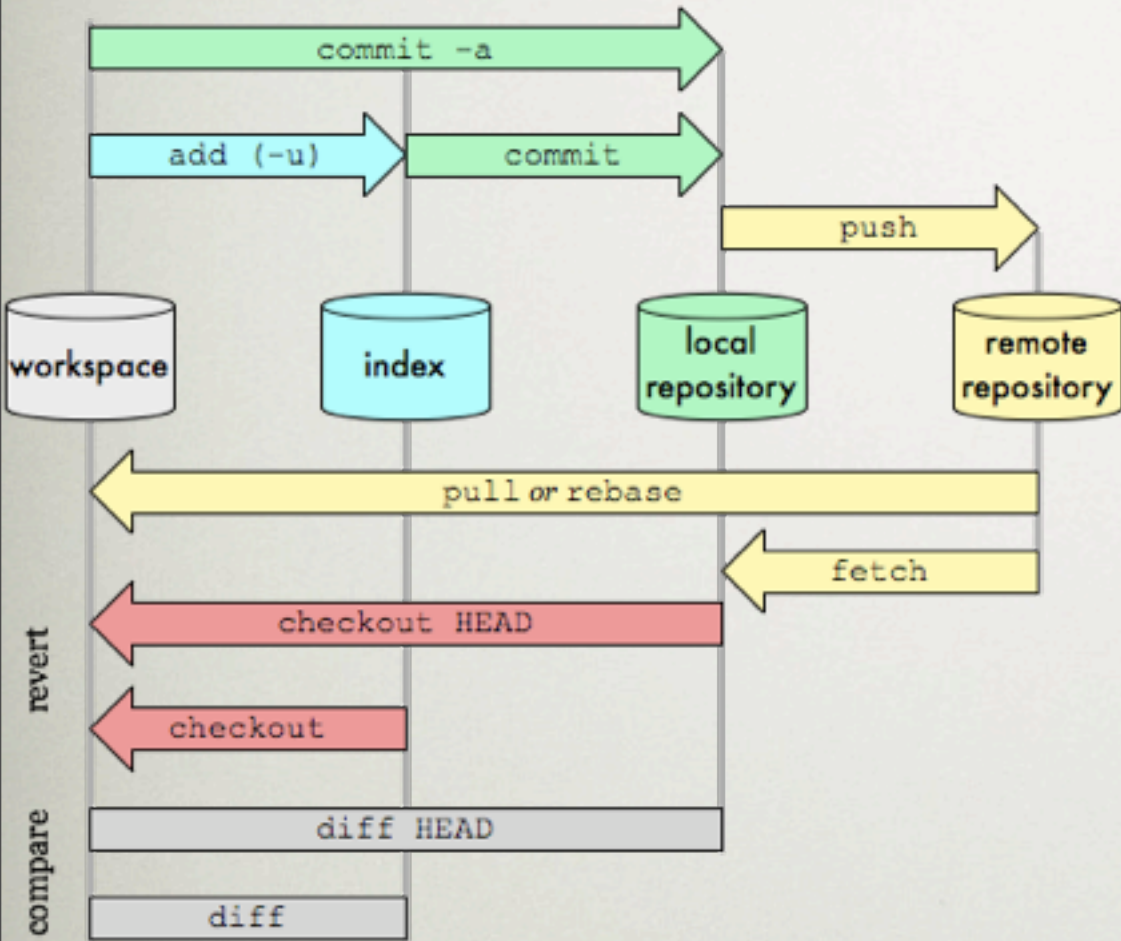 commit -a
add (-u)
commit
push
workspace
index
local
repository
remote
repository
pull or rebase
fetch
revert
checkout HEAD
checkout
compare
diff HEAD
diff